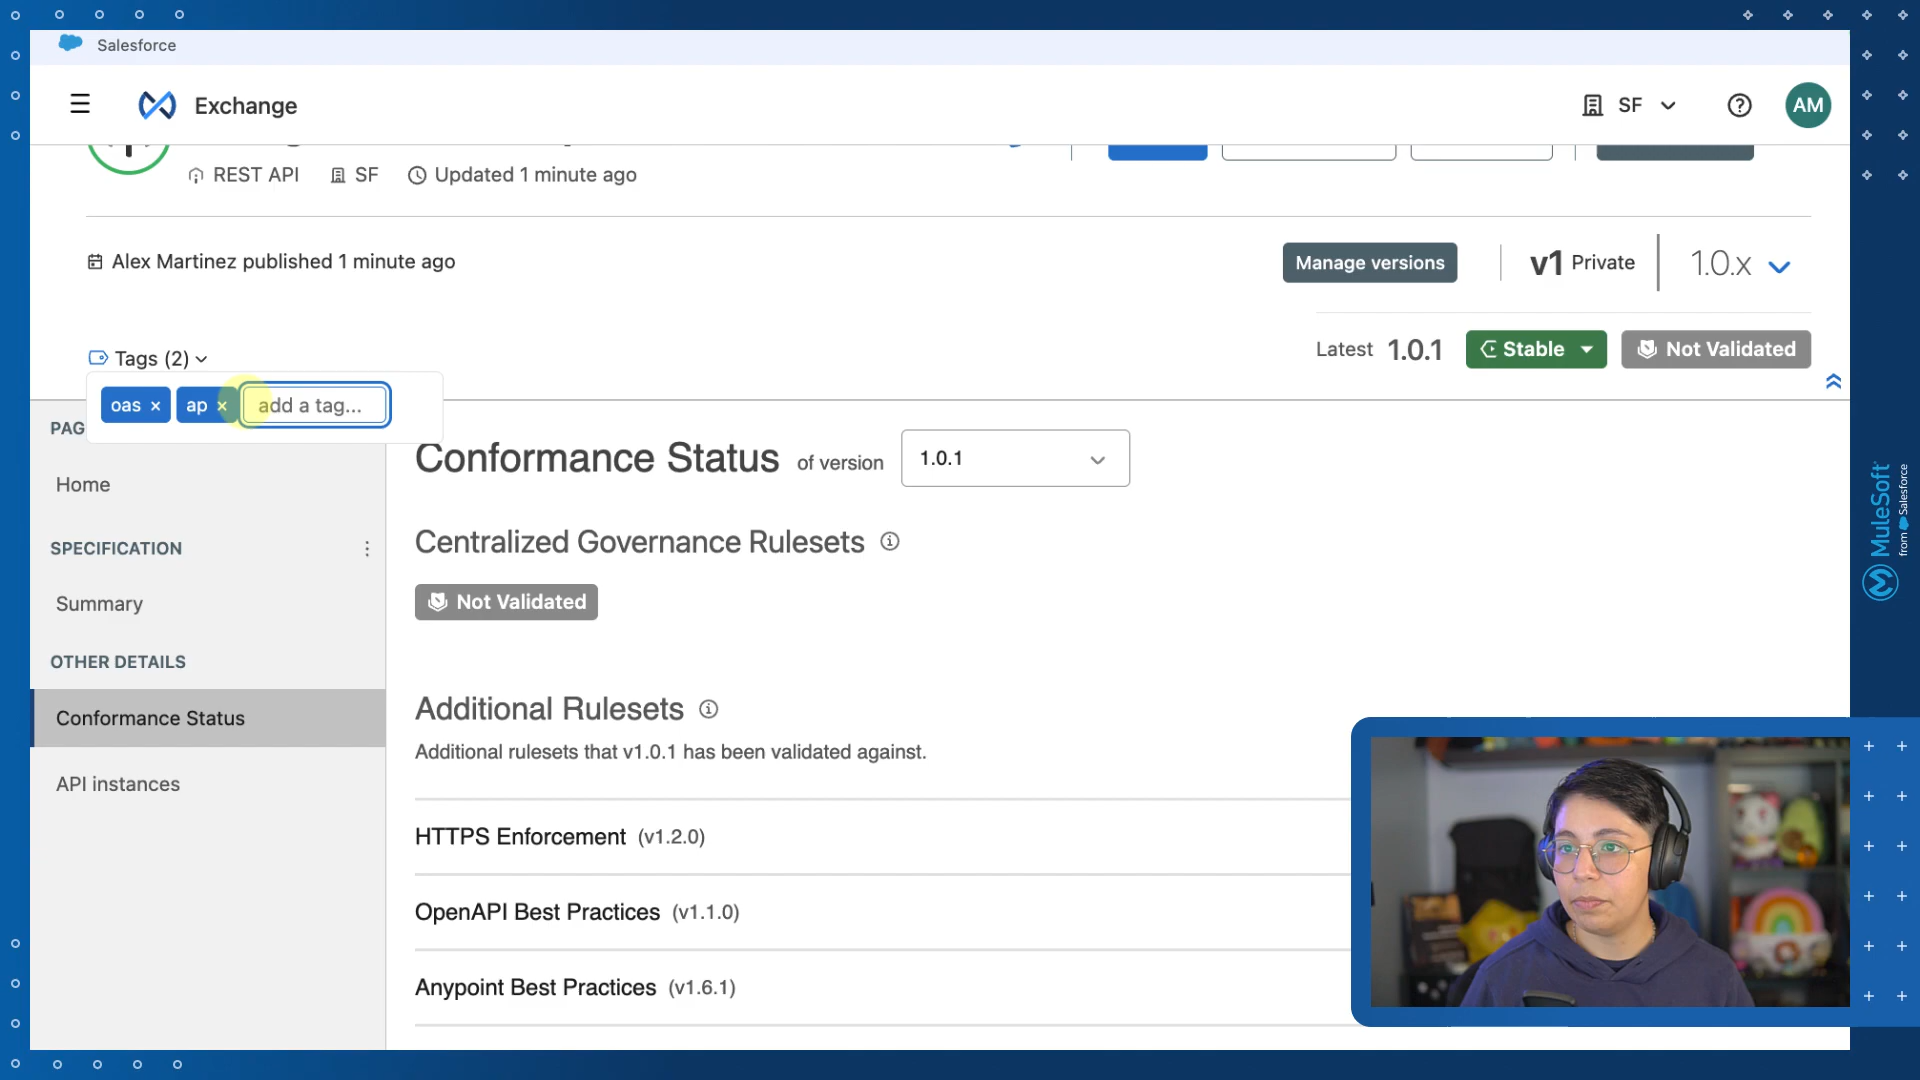 Salesforce
Exchange
SF
AM
REST API SF Updated 1 minute ago
Alex Martinez published 1 minute ago
Manage versions
v1 Private
1.0.x
Tags (2)
Latest 1.0.1
Stable
Not Validated
oas × ap × add a tag...
PAG
Home
SPECIFICATION
Summary
OTHER DETAILS
Conformance Status
API instances
Conformance Status of version 1.0.1
Centralized Governance Rulesets
Not Validated
Additional Rulesets
Additional rulesets that v1.0.1 has been validated against.
HTTPS Enforcement (v1.2.0)
OpenAPI Best Practices (v1.1.0)
Anypoint Best Practices (v1.6.1)
MuleSoft
from Salesforce